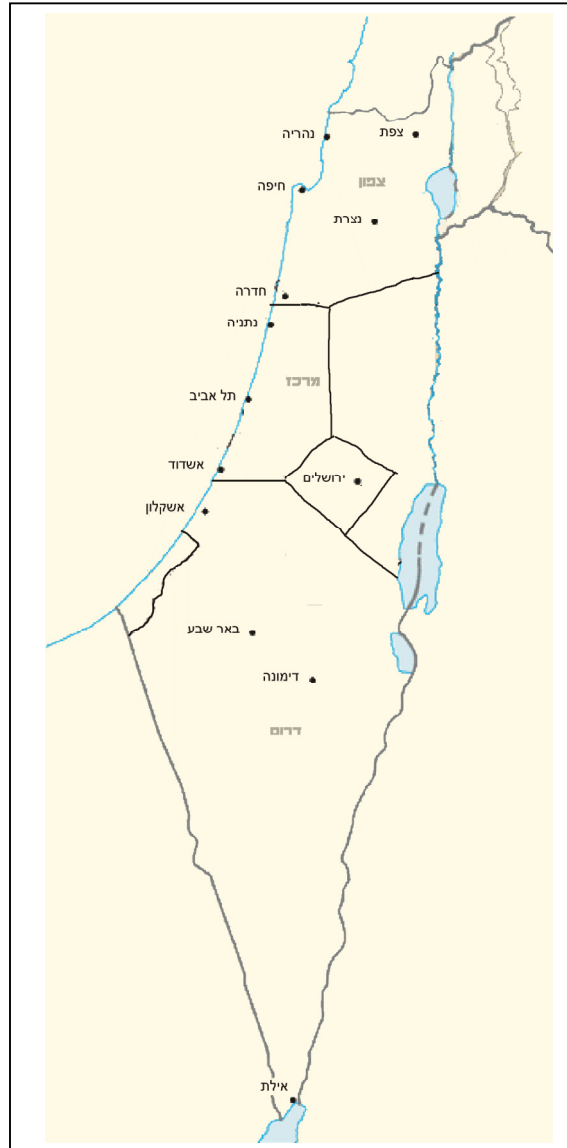 צפת
נהריה
צפון
חיפה
נצרת
חדרה
נתניה
מרכז
תל אביב
אשדוד
ירושלים
אשקלון
באר שבע
דימונה
דרום
אילת